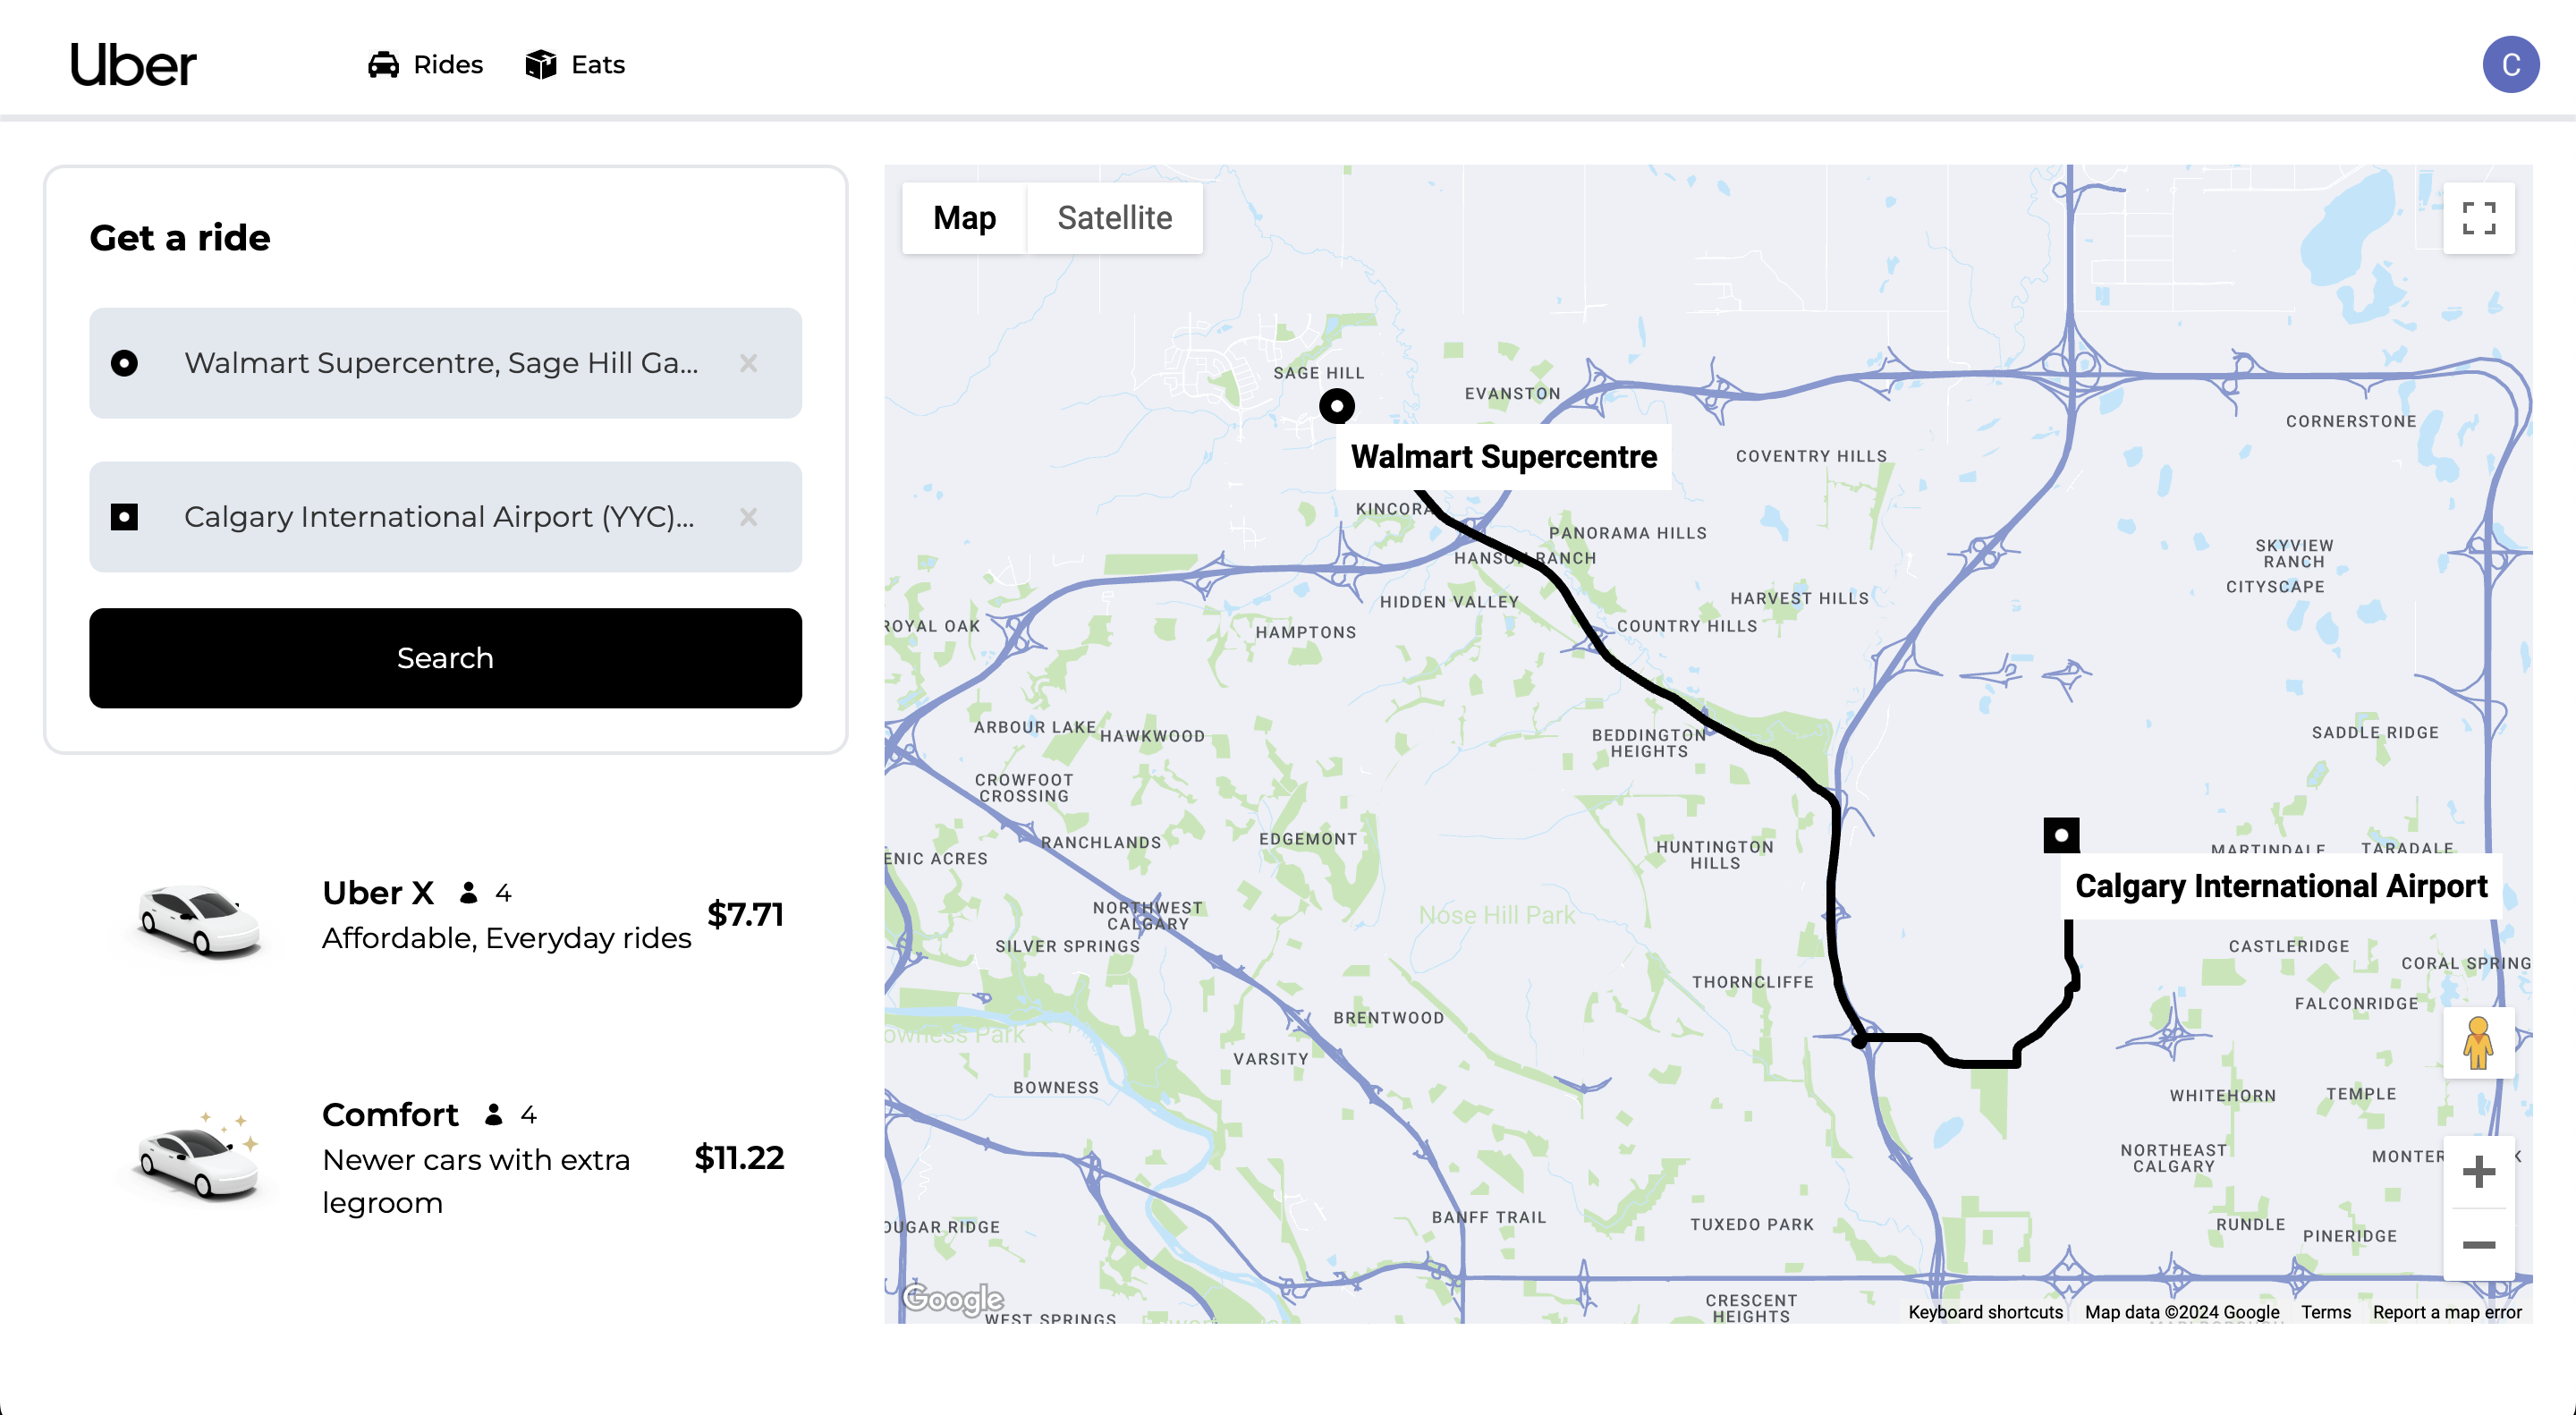 Uber
Rides
Eats
C
Get a ride
Walmart Supercentre, Sage Hill Ga...
Calgary International Airport (YYC)...
Search
Uber X 4
Affordable, Everyday rides
$7.71
Comfort 4
Newer cars with extra
legroom
$11.22
Map
Satellite
SAGE HILL
EVANSTON
CORNERSTONE
Walmart Supercentre
COVENTRY HILLS
KINCORA
PANORAMA HILLS
HANSON RANCH
SKYVIEW
RANCH
CITYSCAPE
HIDDEN VALLEY
HARVEST HILLS
ROYAL OAK
HAMPTONS
COUNTRY HILLS
ARBOUR LAKE
HAWKWOOD
BEDDINGTON
HEIGHTS
SADDLE RIDGE
CROWFOOT
CROSSING
RANCHLANDS
EDGEMONT
HUNTINGTON
HILLS
MARTINDALE
TARADALE
ENIC ACRES
Calgary International Airport
NORTHWEST
CALGARY
Nose Hill Park
SILVER SPRINGS
CASTLERIDGE
CORAL SPRING
THORNCLIFFE
FALCONRIDGE
BRENTWOOD
owness Park
VARSITY
BOWNESS
WHITEHORN
TEMPLE
NORTHEAST
CALGARY
MONTER
K
BANFF TRAIL
TUXEDO PARK
RUNDLE
OUGAR RIDGE
PINERIDGE
Google
CRESCENT
HEIGHTS
WEST SPRINGS
Keyboard shortcuts
Map data ©2024 Google
Terms
Report a map error